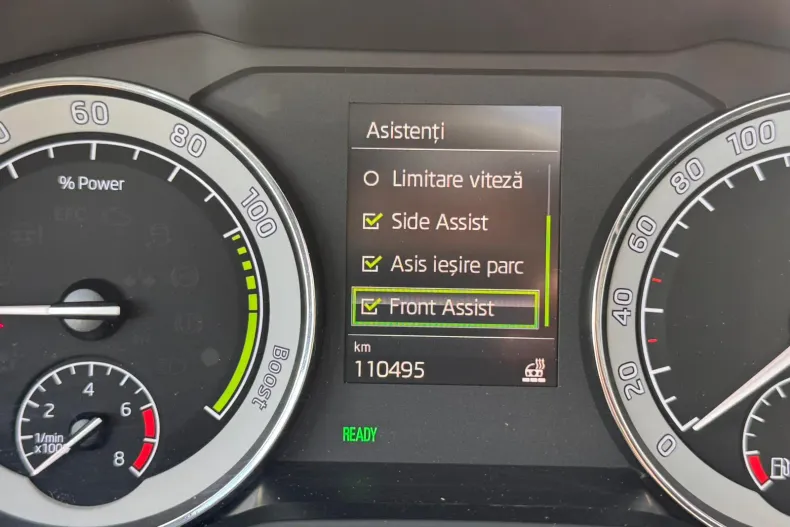 Asistenți
Limitare viteză
Side Assist
Asis ieșire parc
Front Assist
km
110495
READY
60
80
100
% Power
Boost
2
4
6
8
1/min
x1000
0
20
40
60
80
100